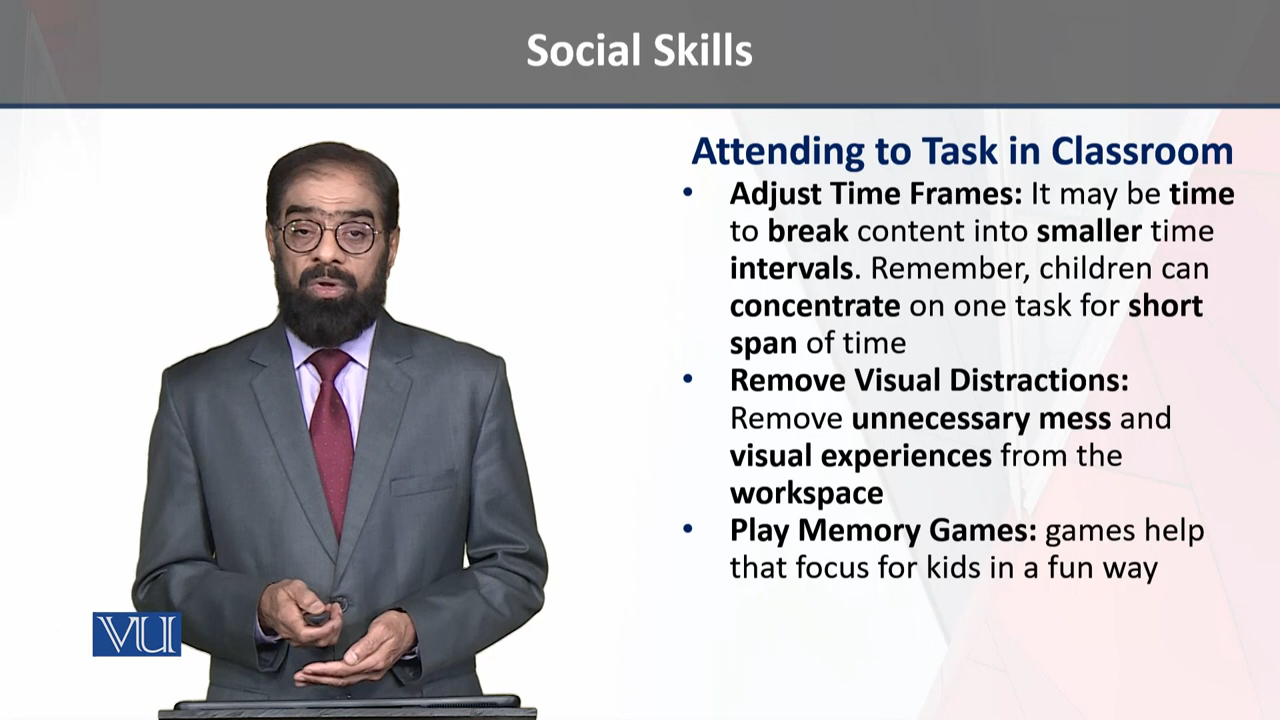 Social Skills
Attending to Task in Classroom
• Adjust Time Frames: It may be time
to break content into smaller time
intervals. Remember, children can
concentrate on one task for short
span of time
• Remove Visual Distractions:
Remove unnecessary mess and
visual experiences from the
workspace
• Play Memory Games: games help
that focus for kids in a fun way
VU